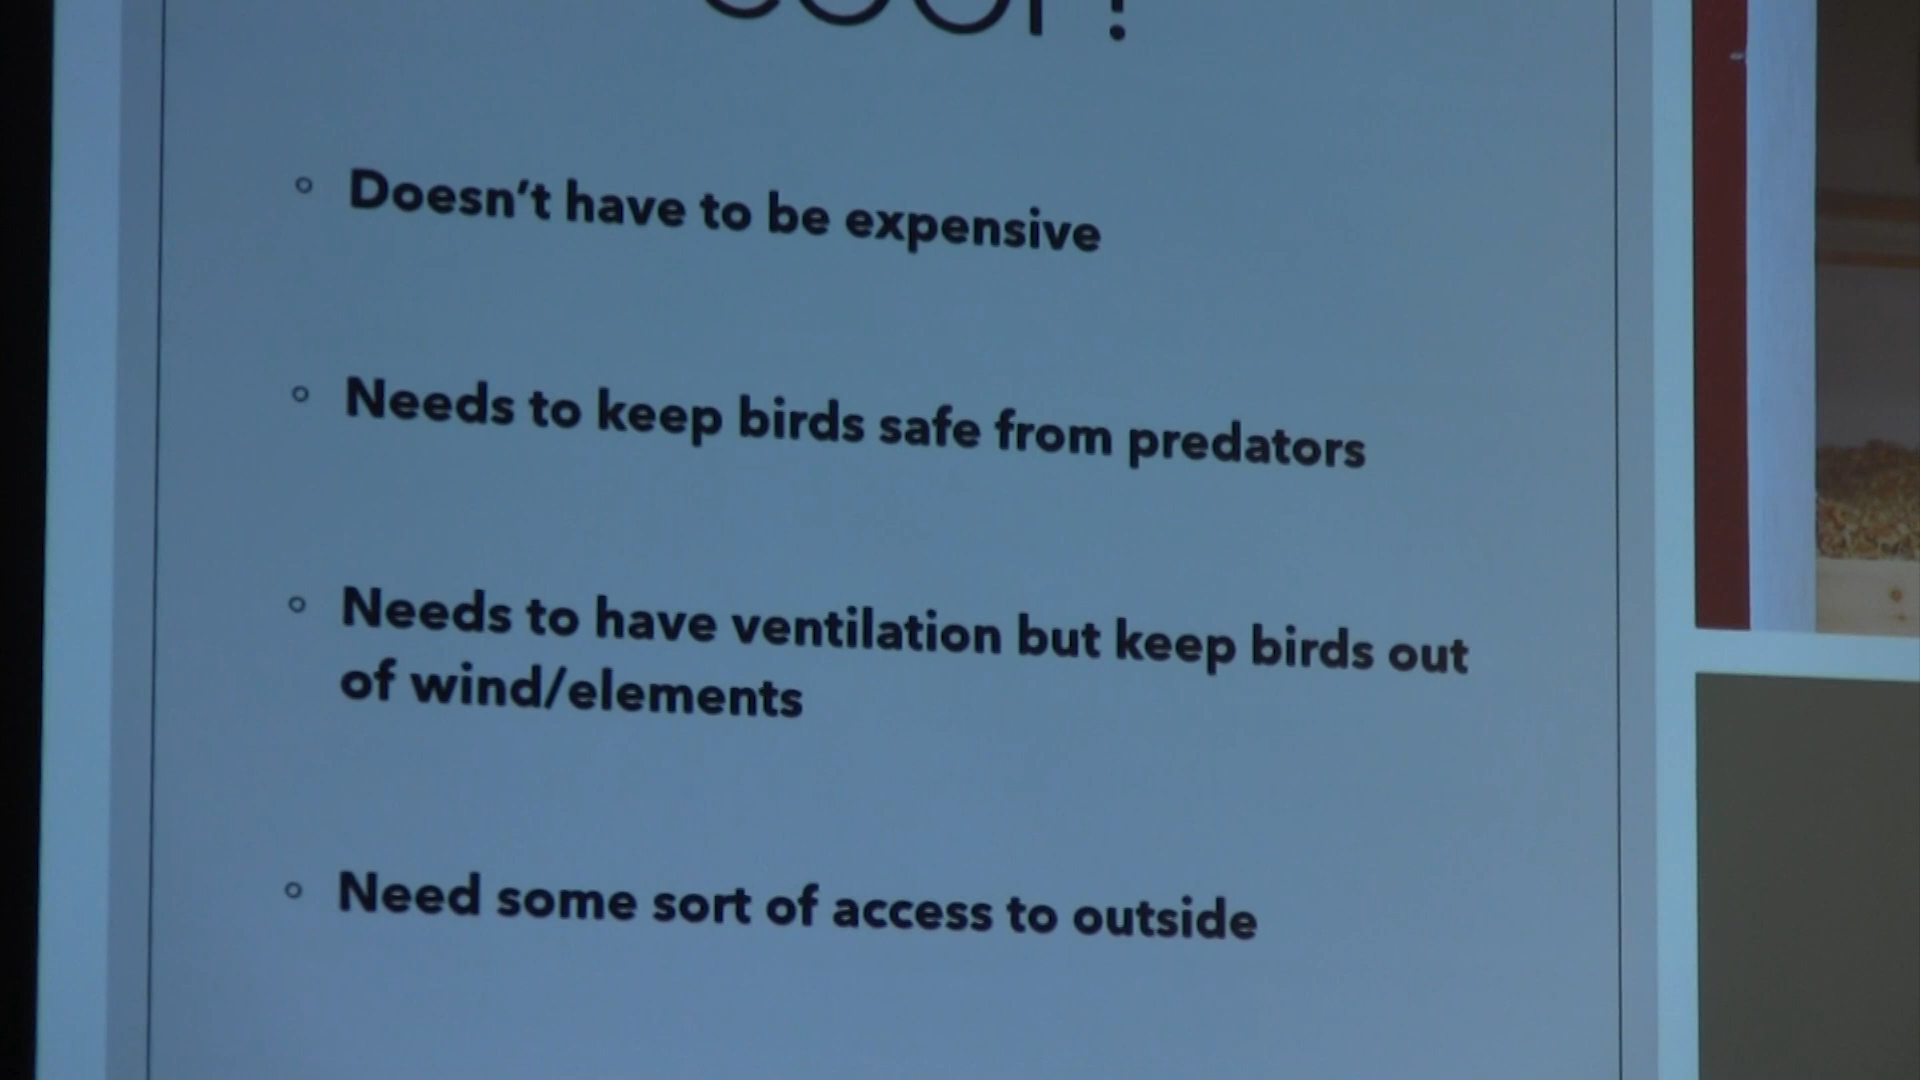 COOP!
Doesn't have to be expensive
Needs to keep birds safe from predators
Needs to have ventilation but keep birds out
of wind/elements
Need some sort of access to outside